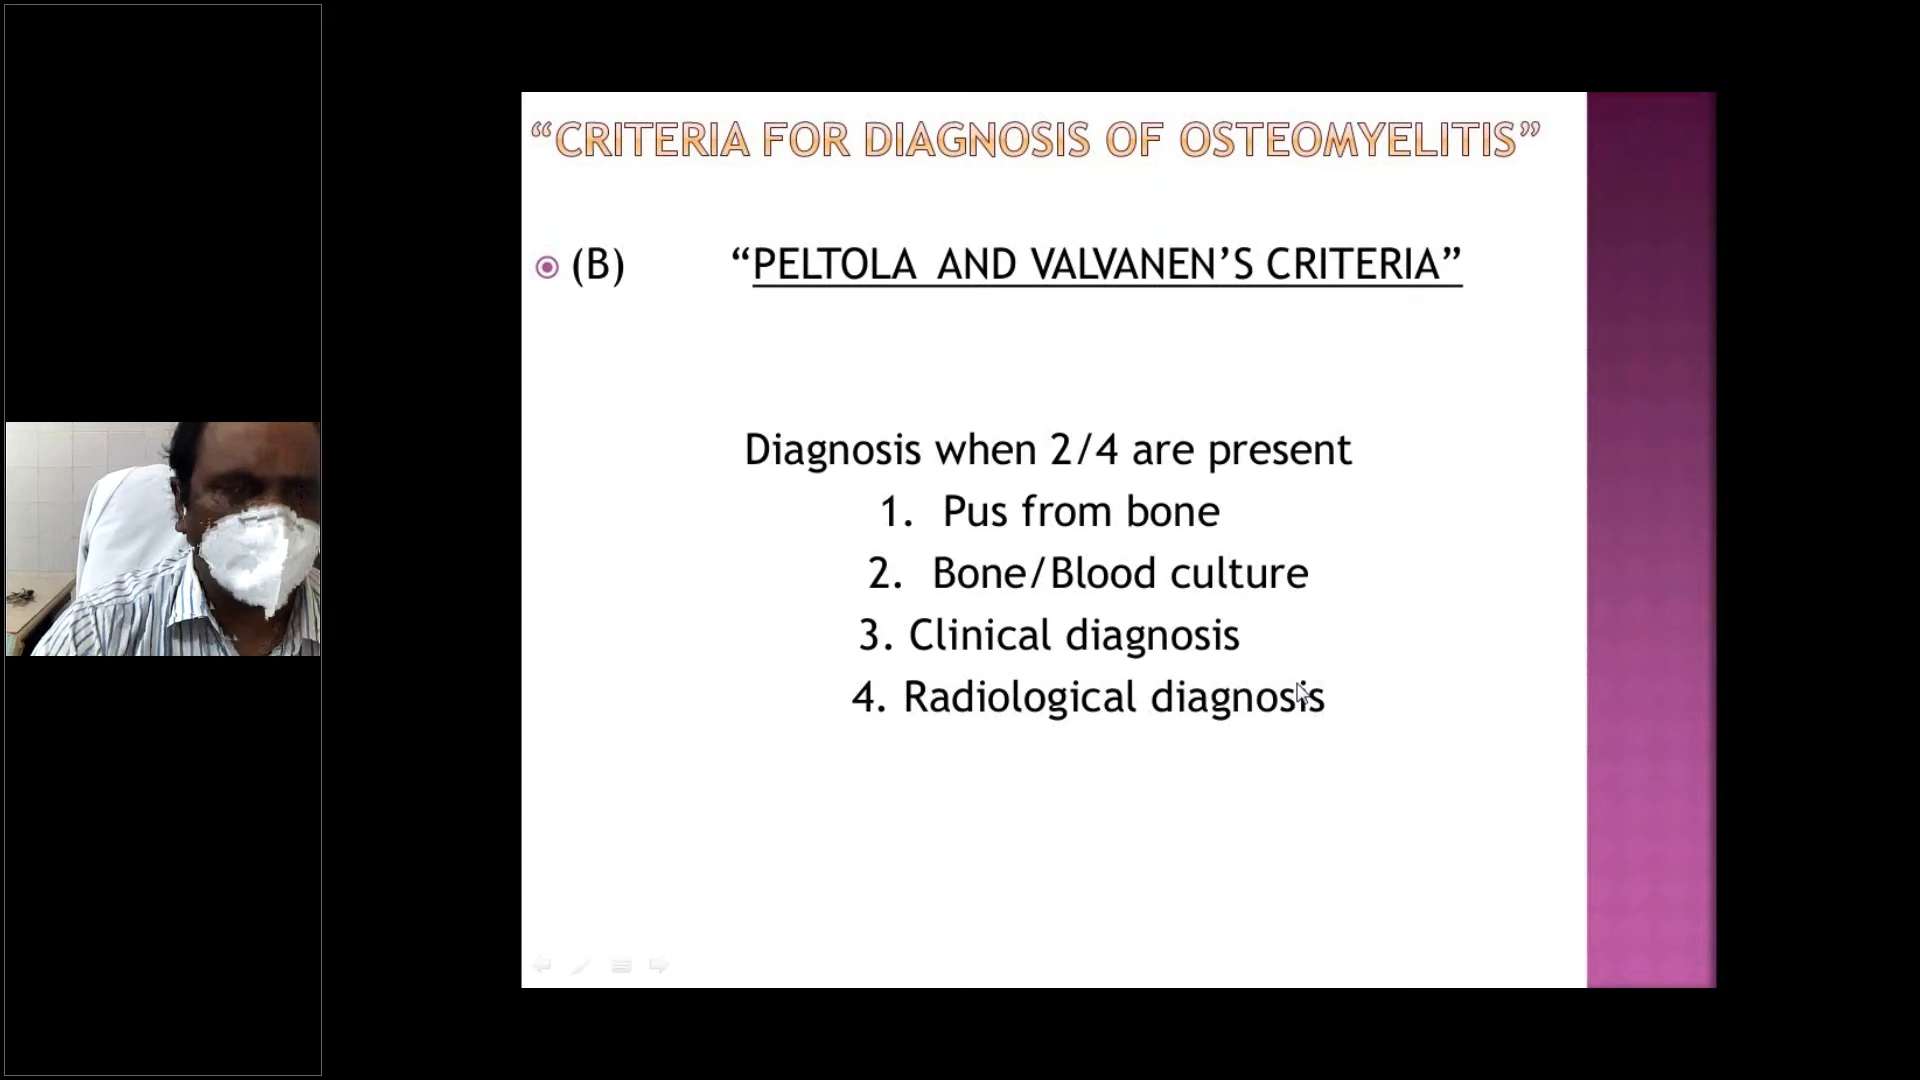 “CRITERIA FOR DIAGNOSIS OF OSTEOMYELITIS”
(B) “PELTOLA AND VALVANEN’S CRITERIA”
Diagnosis when 2/4 are present
1. Pus from bone
2. Bone/Blood culture
3. Clinical diagnosis
4. Radiological diagnosis